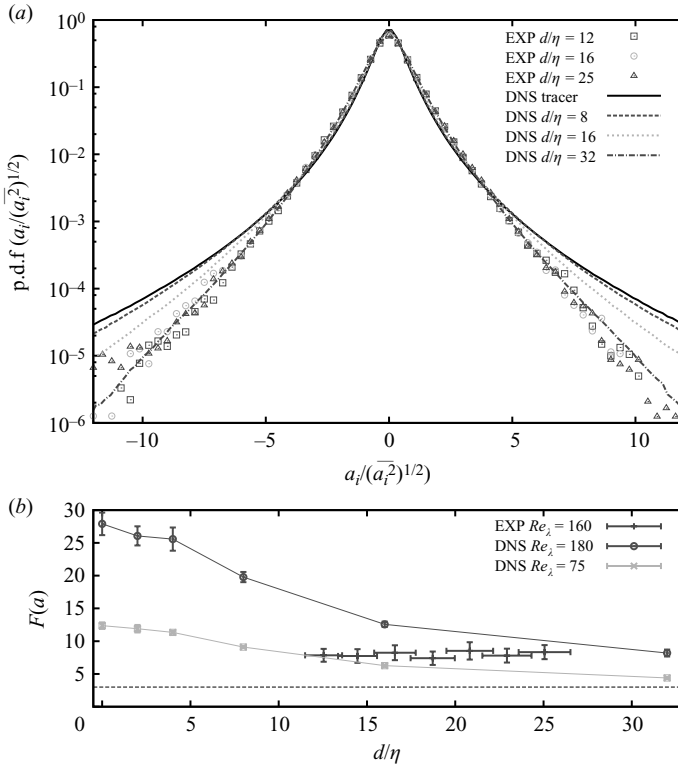 (a)
10⁰
10⁻¹
10⁻²
10⁻³
10⁻⁴
10⁻⁵
10⁻⁶
p.d.f (a_i/(\overline{a_i^2})^{1/2})
EXP d/η = 12
EXP d/η = 16
EXP d/η = 25
DNS tracer
DNS d/η = 8
DNS d/η = 16
DNS d/η = 32
–10 –5 0 5 10
a_i/(\overline{a_i^2})^{1/2}
(b)
30
25
20
15
10
5
F(a)
EXP Re_λ = 160
DNS Re_λ = 180
DNS Re_λ = 75
0 5 10 15 20 25 30
d/η